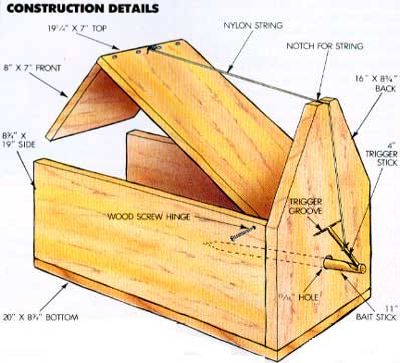 CONSTRUCTION DETAILS
19¼" X 7" TOP
NYLON STRING
NOTCH FOR STRING
8" X 7" FRONT
16" X 8¾"
BACK
8¾" X
19" SIDE
4"
TRIGGER
STICK
TRIGGER
GROOVE
WOOD SCREW HINGE
HOLE
11"
BAIT STICK
20" X 8¾" BOTTOM